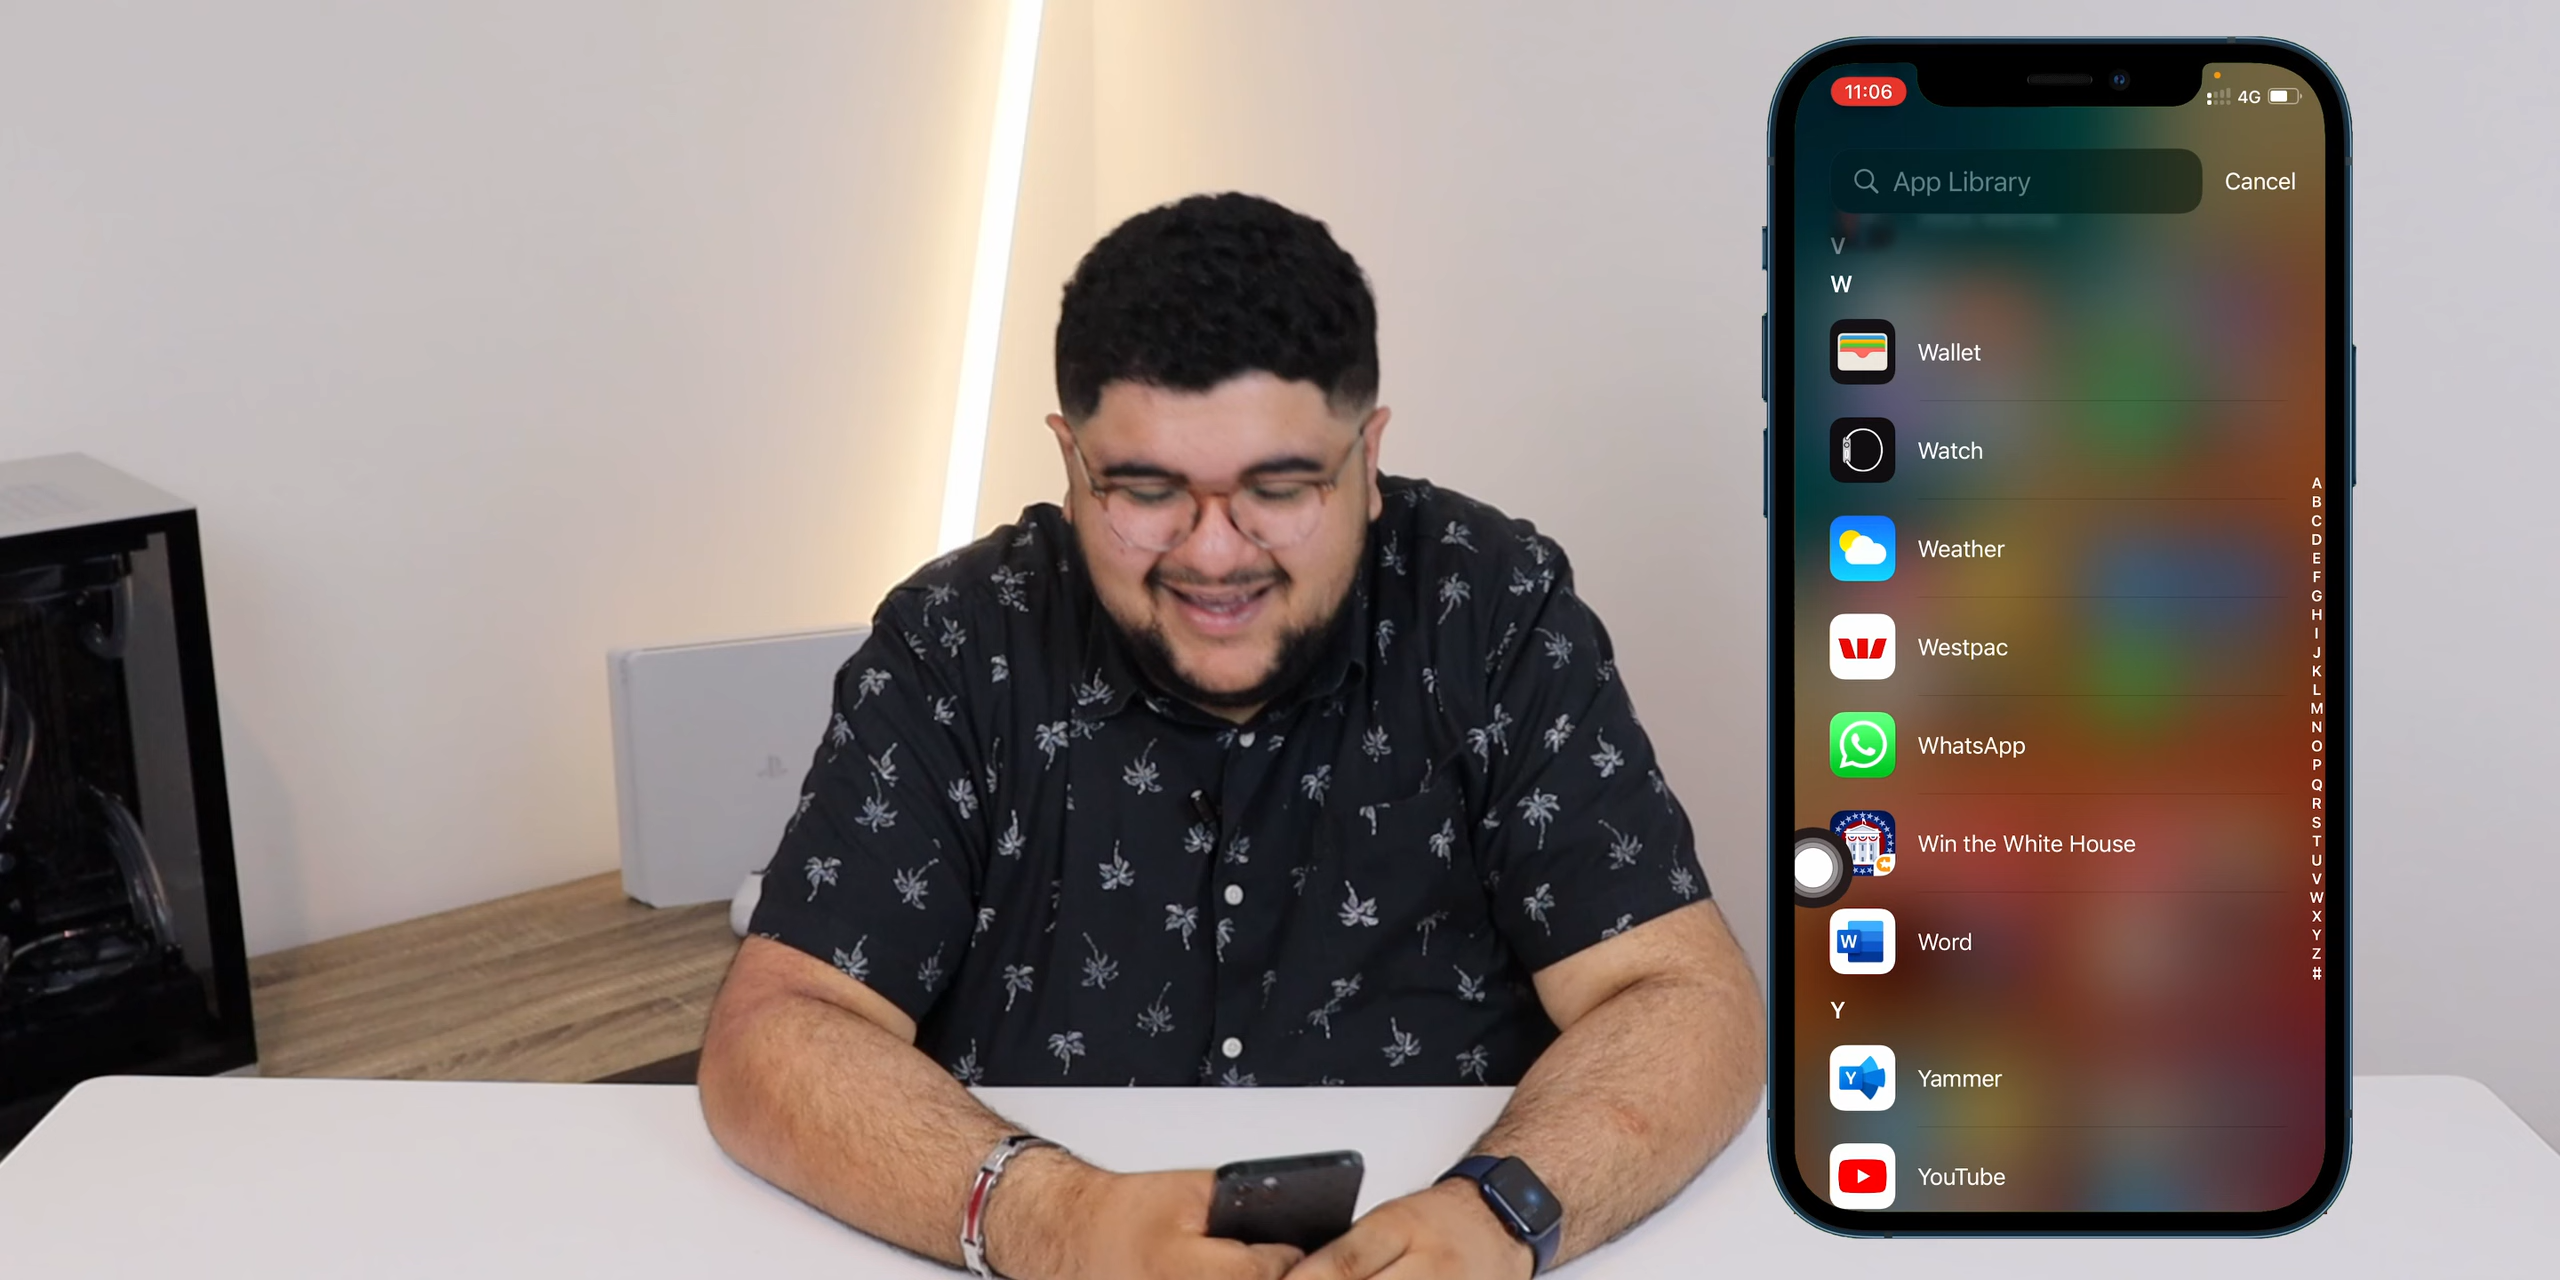 11:06
4G
App Library
Cancel
V
W
Wallet
Watch
Weather
Westpac
WhatsApp
Win the White House
W
Word
Y
Y
Yammer
YouTube
A
B
C
D
E
F
G
H
I
J
K
L
M
N
O
P
Q
R
S
T
U
V
W
X
Y
Z
#